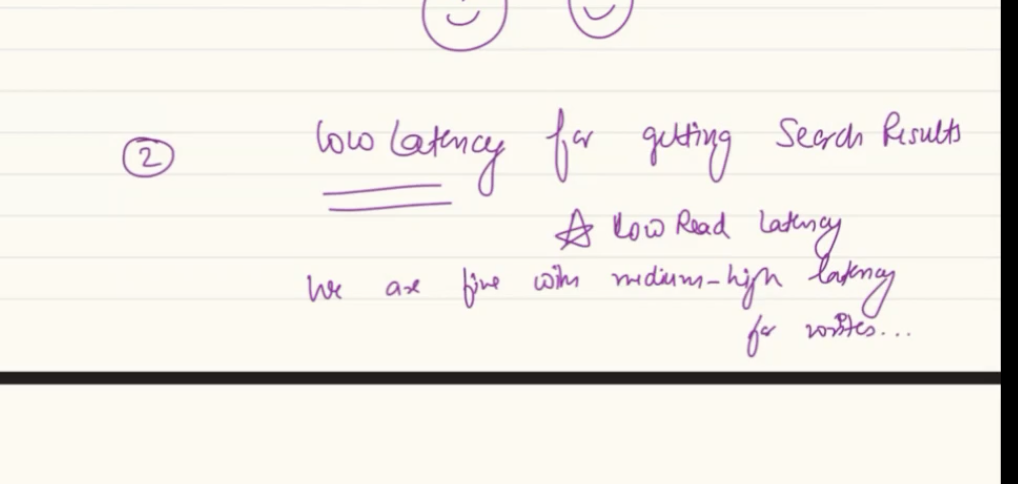 ② Low Latency for getting Search Results
☆ Low Read Latency
We are fine with medium-high latency
for writes...